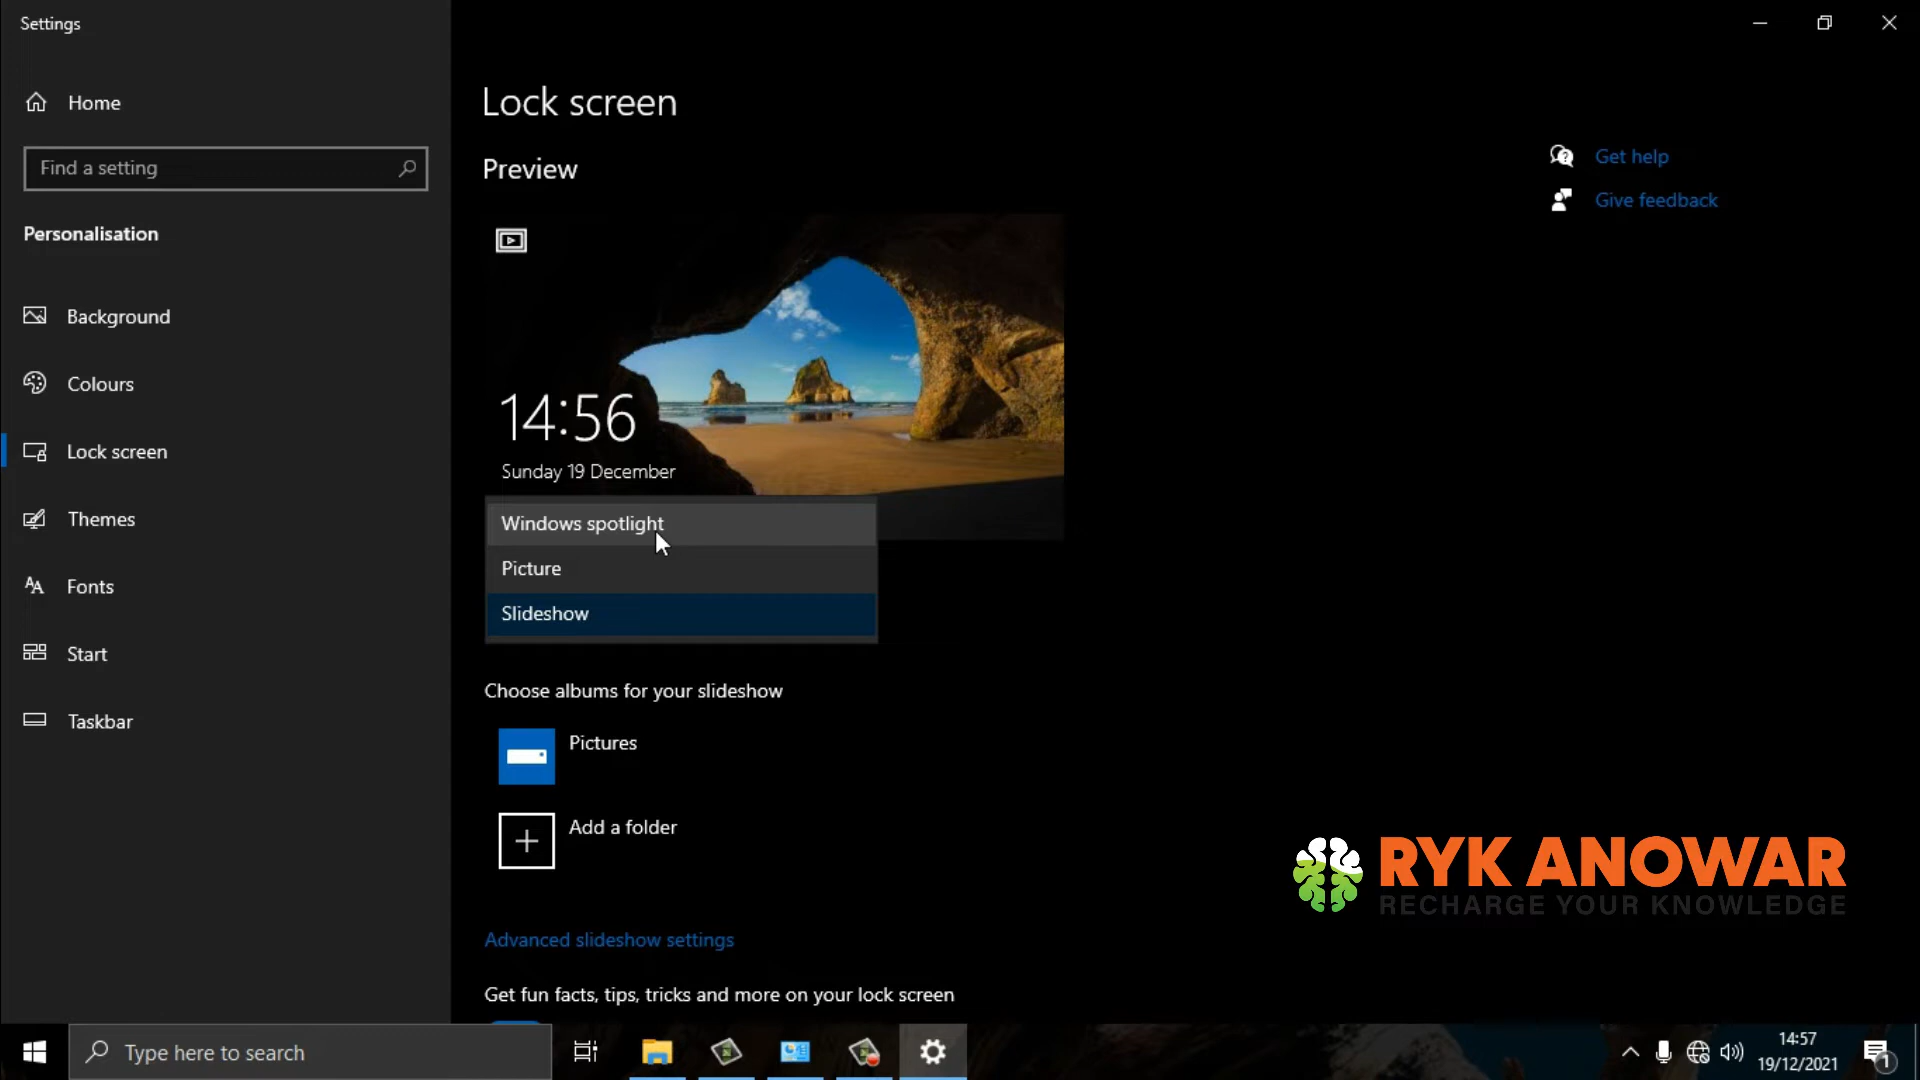 Settings
Home
Find a setting
Personalisation
Background
Colours
Lock screen
Themes
Fonts
Start
Taskbar
Lock screen
Preview
14:56
Sunday 19 December
Windows spotlight
Picture
Slideshow
Choose albums for your slideshow
Pictures
Add a folder
Advanced slideshow settings
Get fun facts, tips, tricks and more on your lock screen
Get help
Give feedback
RYK ANOWAR
RECHARGE YOUR KNOWLEDGE
Type here to search
14:57
19/12/2021
1